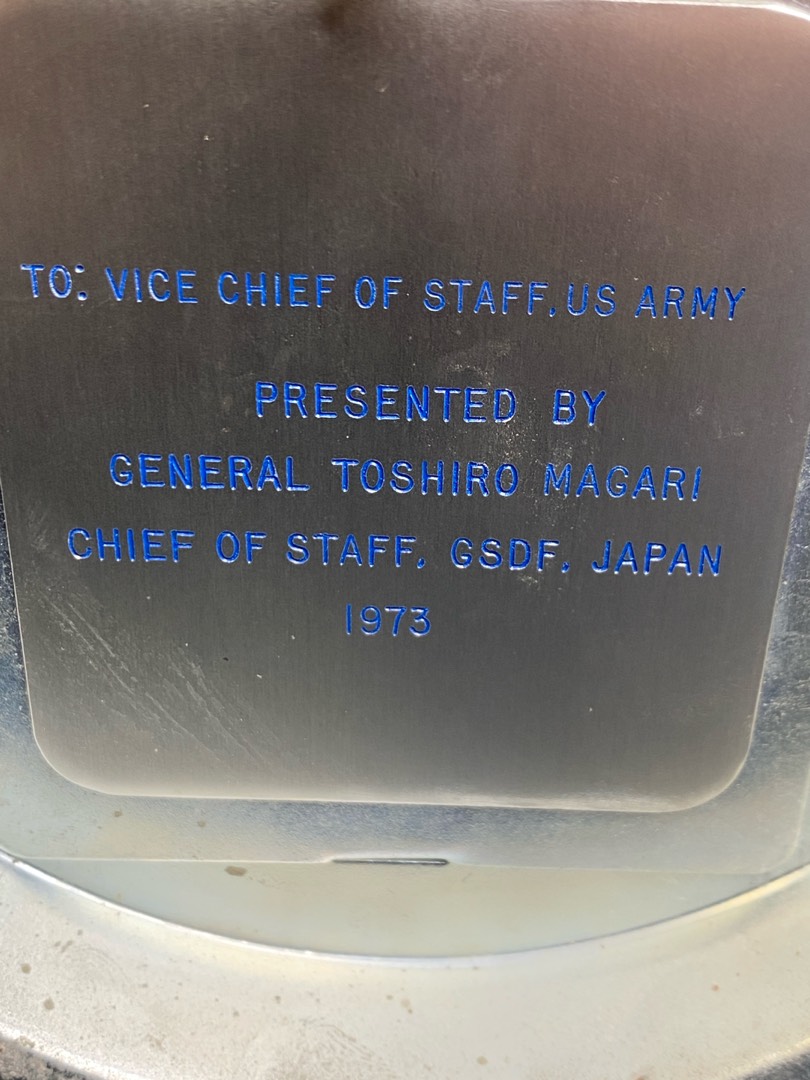 TO: VICE CHIEF OF STAFF, US ARMY
PRESENTED BY
GENERAL TOSHIRO MAGARI
CHIEF OF STAFF, GSDF, JAPAN
1973